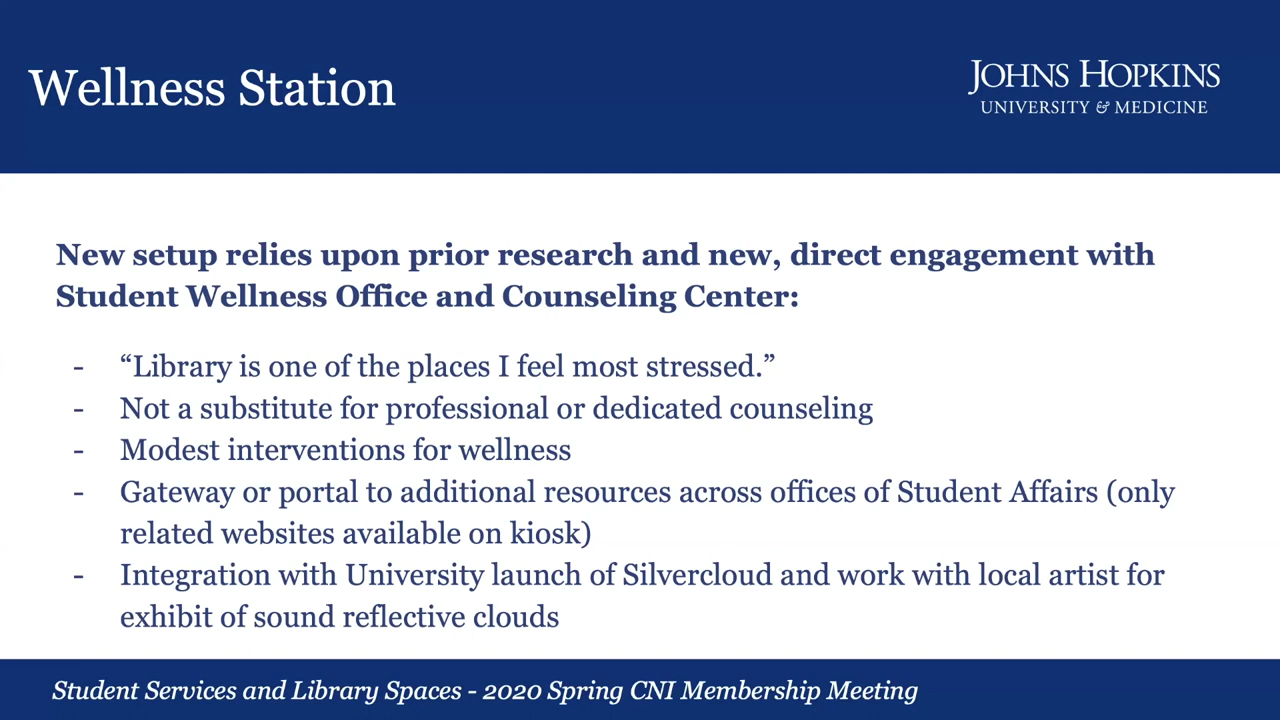 Wellness Station
JOHNS HOPKINS
UNIVERSITY & MEDICINE
New setup relies upon prior research and new, direct engagement with
Student Wellness Office and Counseling Center:
- “Library is one of the places I feel most stressed.”
- Not a substitute for professional or dedicated counseling
- Modest interventions for wellness
- Gateway or portal to additional resources across offices of Student Affairs (only
related websites available on kiosk)
- Integration with University launch of Silvercloud and work with local artist for
exhibit of sound reflective clouds
Student Services and Library Spaces - 2020 Spring CNI Membership Meeting